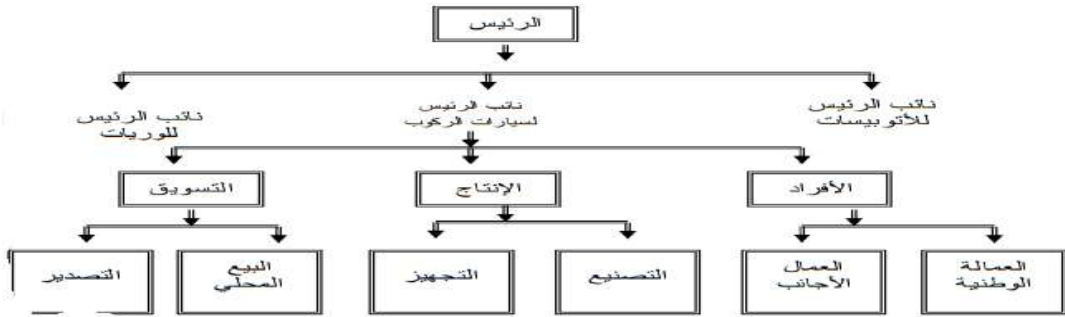 الرئيس
نائب الرئيس
للأتوبيسات
نائب الرئيس
لسيارات الركوب
نائب الرئيس
للوريات
الأفراد
الإنتاج
التسويق
العمالة
الوطنية
العمال
الأجانب
التصنيع
التجهيز
البيع
المحلي
التصدير